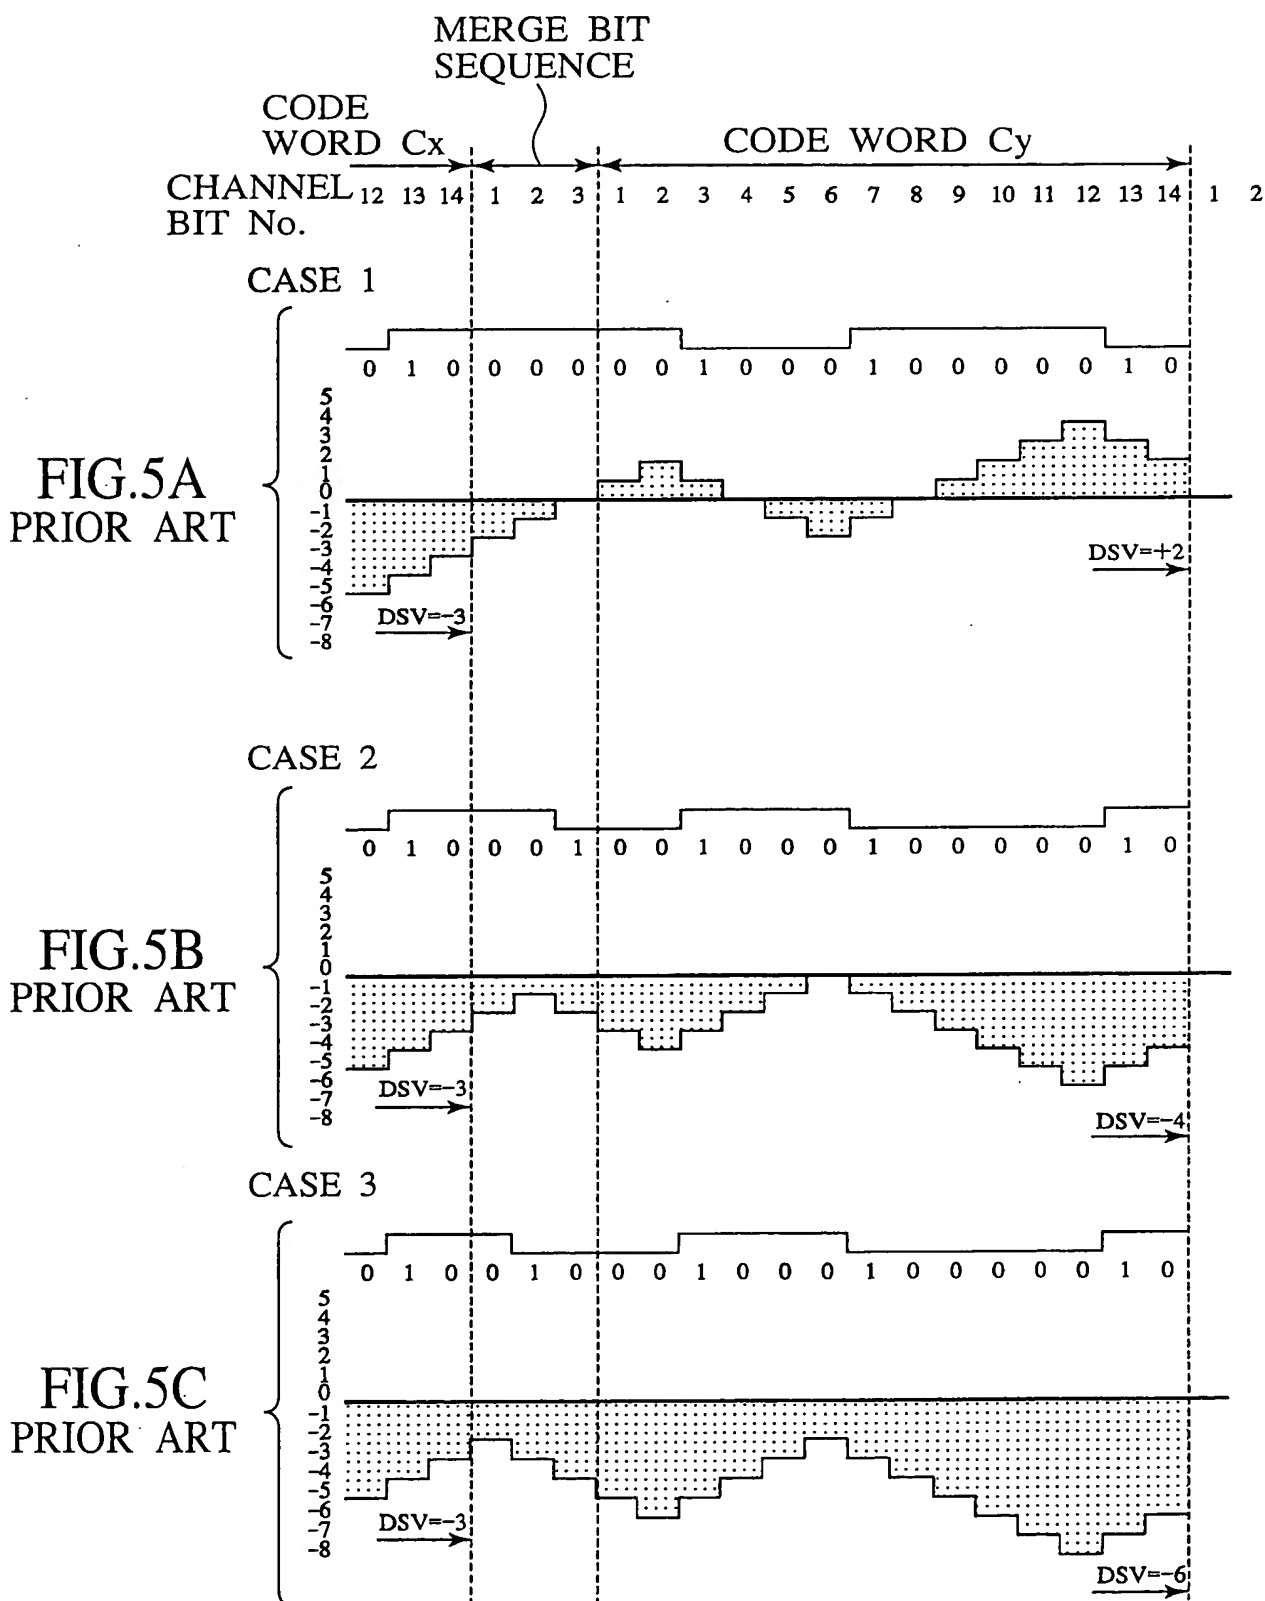 MERGE BIT
SEQUENCE
CODE
WORD Cx
CODE WORD Cy
CHANNEL
BIT No.
12 13 14 1 2 3 1 2 3 4 5 6 7 8 9 10 11 12 13 14 1 2
CASE 1
0 1 0 0 0 0 0 0 1 0 0 0 1 0 0 0 0 0 1 0
5
4
3
2
1
0
-1
-2
-3
-4
-5
-6
-7
-8
FIG.5A
PRIOR ART
DSV=-3
DSV=+2
CASE 2
0 1 0 0 0 1 0 0 1 0 0 0 1 0 0 0 0 0 1 0
5
4
3
2
1
0
-1
-2
-3
-4
-5
-6
-7
-8
FIG.5B
PRIOR ART
DSV=-3
DSV=-4
CASE 3
0 1 0 0 1 0 0 0 1 0 0 0 1 0 0 0 0 0 1 0
5
4
3
2
1
0
-1
-2
-3
-4
-5
-6
-7
-8
FIG.5C
PRIOR ART
DSV=-3
DSV=-6